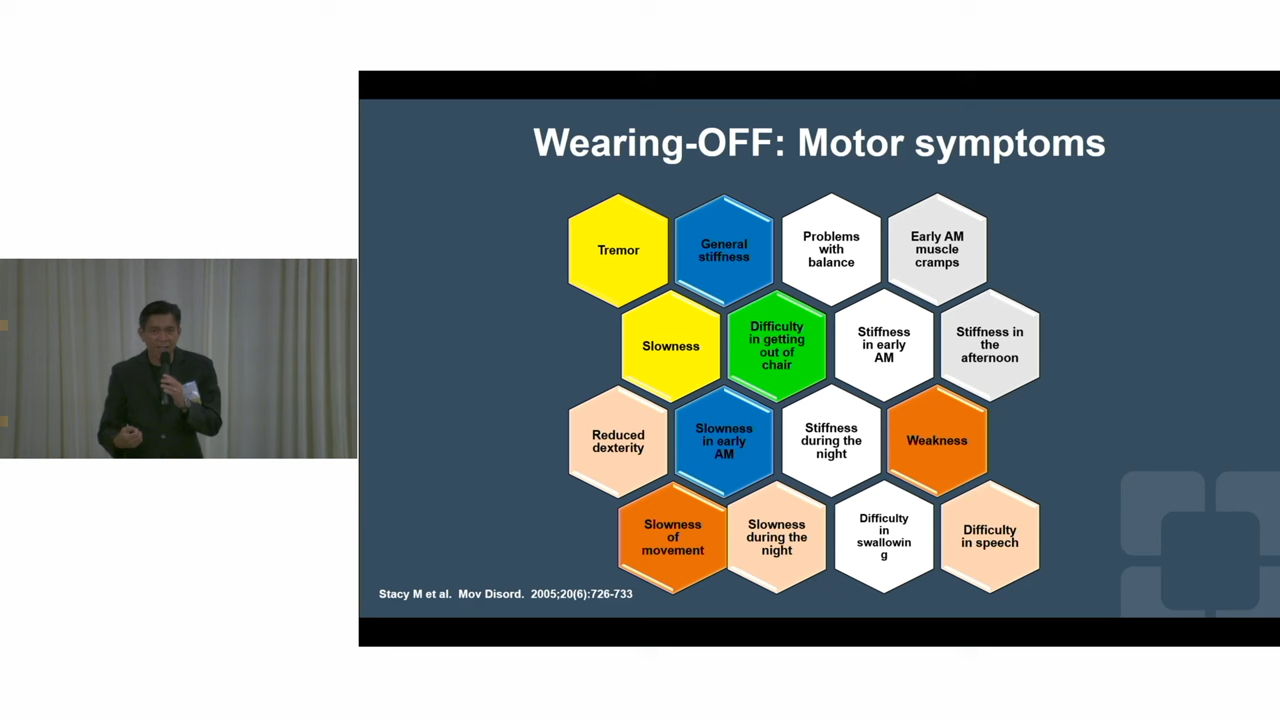 Wearing-OFF: Motor symptoms
Tremor
General
stiffness
Problems
with
balance
Early AM
muscle
cramps
Slowness
Difficulty
in getting
out of
chair
Stiffness
in early
AM
Stiffness in
the
afternoon
Reduced
dexterity
Slowness
in early
AM
Stiffness
during the
night
Weakness
Slowness
of
movement
Slowness
during the
night
Difficulty
in
swallowin
g
Difficulty
in speech
Stacy M et al. Mov Disord. 2005;20(6):726-733